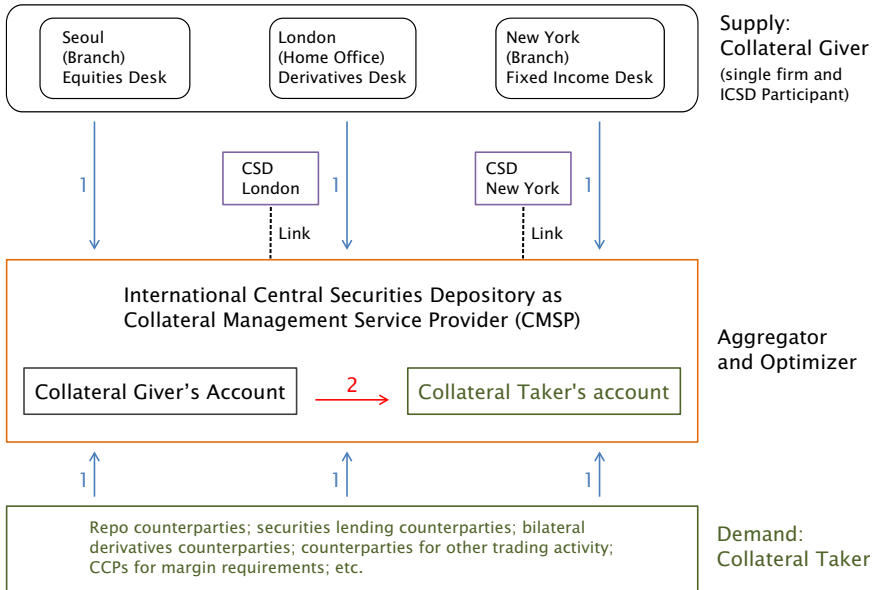 Seoul
(Branch)
Equities Desk
London
(Home Office)
Derivatives Desk
New York
(Branch)
Fixed Income Desk
Supply:
Collateral Giver
(single firm and
ICSD Participant)
1
CSD
London
1
CSD
New York
1
Link
Link
International Central Securities Depository as
Collateral Management Service Provider (CMSP)
Collateral Giver’s Account
2
Collateral Taker's account
Aggregator
and Optimizer
1
1
1
Repo counterparties; securities lending counterparties; bilateral
derivatives counterparties; counterparties for other trading activity;
CCPs for margin requirements; etc.
Demand:
Collateral Taker